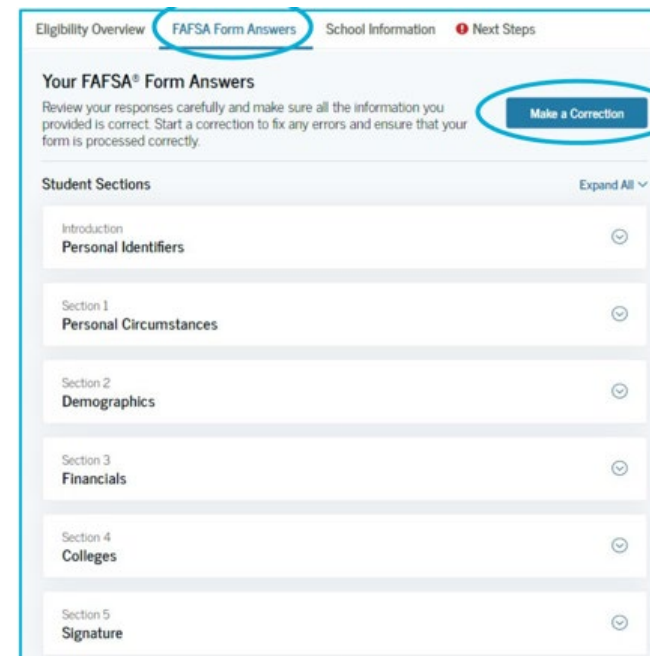 Eligibility Overview FAFSA Form Answers School Information Next Steps
Your FAFSA® Form Answers
Review your responses carefully and make sure all the information you
provided is correct. Start a correction to fix any errors and ensure that your
form is processed correctly.
Make a Correction
Student Sections
Expand All
Introduction
Personal Identifiers
Section 1
Personal Circumstances
Section 2
Demographics
Section 3
Financials
Section 4
Colleges
Section 5
Signature